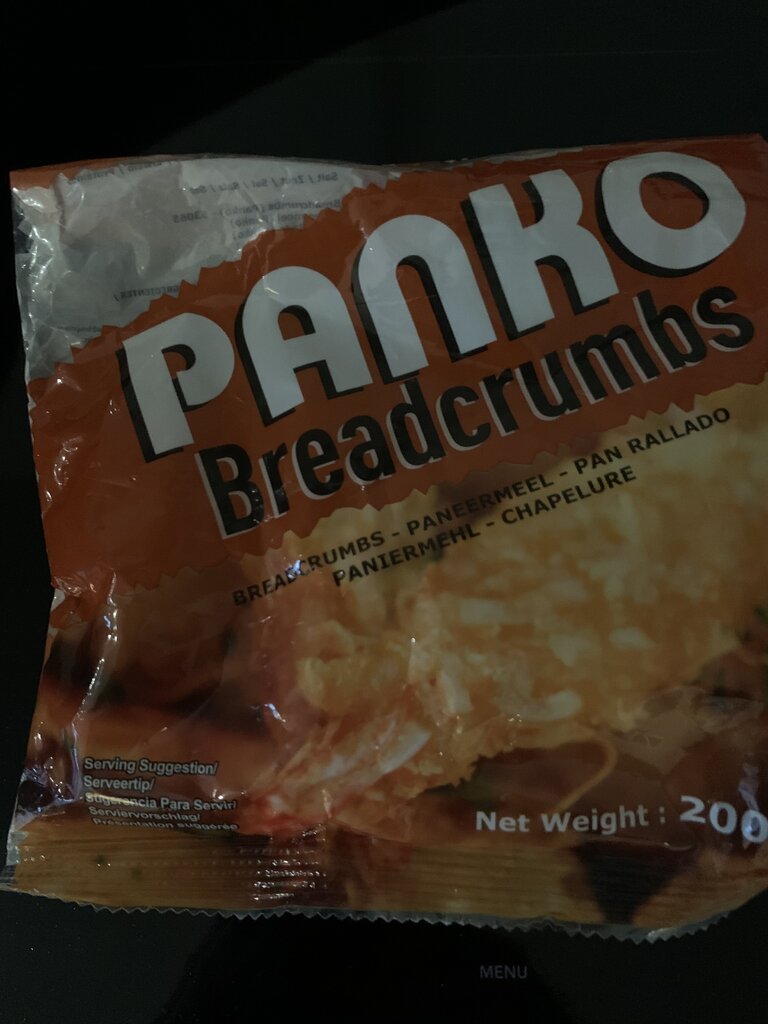 PANKO
Breadcrumbs
BREADCRUMBS - PANEERMEEL - PAN RALLADO
PANIERMEHL - CHAPELURE
Serving Suggestion/
Serveertip/
Sugerencia Para Servir/
Serviervorschlag/
Présentation suggérée
Net Weight : 200
MENU